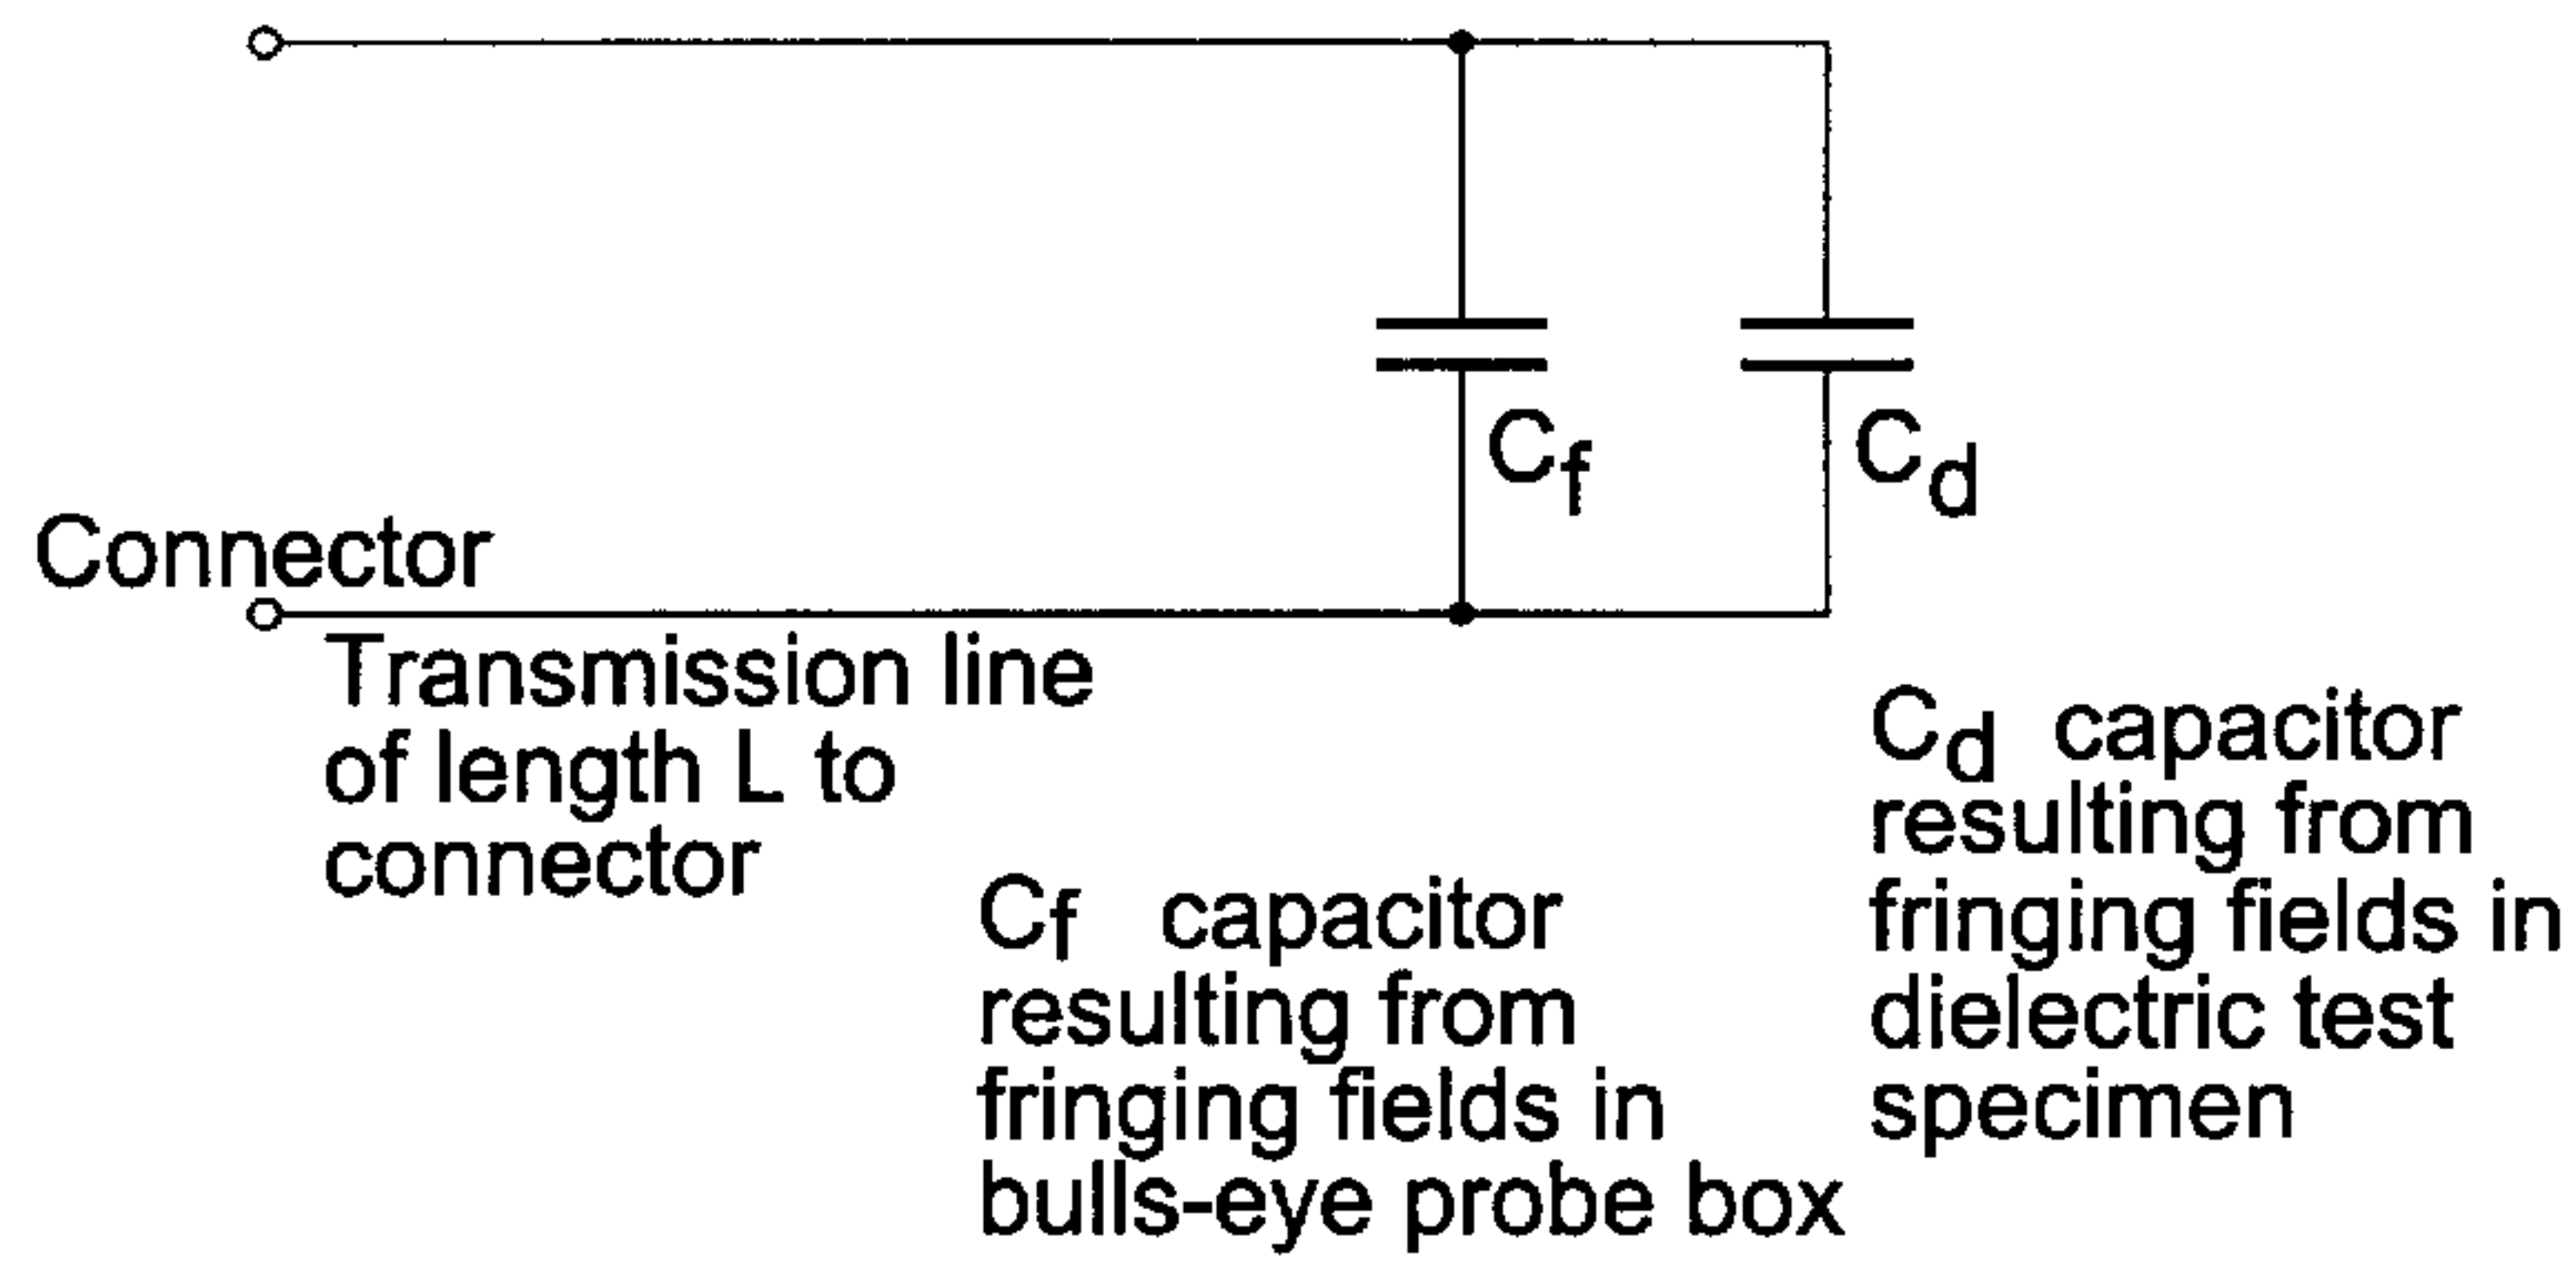 Cf
Cd
Connector
Transmission line
of length L to
connector
Cf capacitor
resulting from
fringing fields in
bulls-eye probe box
Cd capacitor
resulting from
fringing fields in
dielectric test
specimen